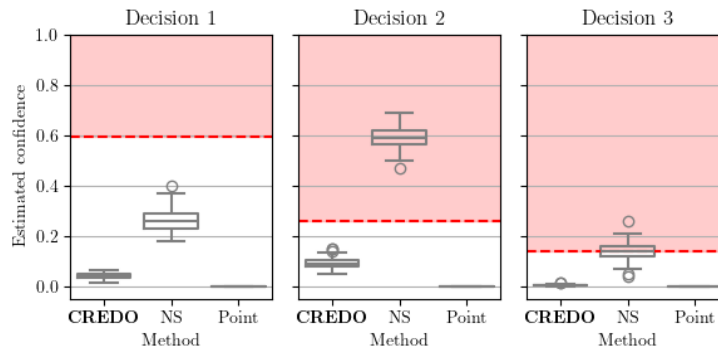 Decision 1
Decision 2
Decision 3
Estimated confidence
1.0
0.8
0.6
0.4
0.2
0.0
CREDO NS Point
CREDO NS Point
CREDO NS Point
Method
Method
Method